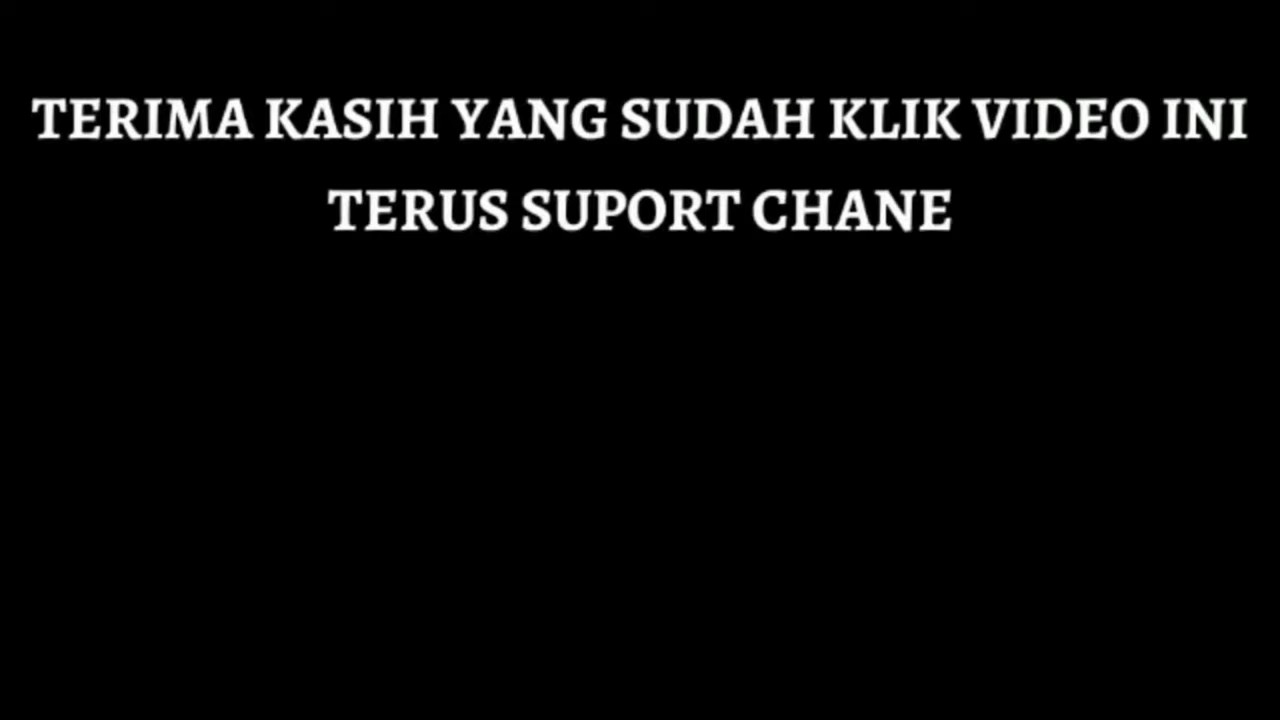 TERIMA KASIH YANG SUDAH KLIK VIDEO INI
TERUS SUPORT CHANE